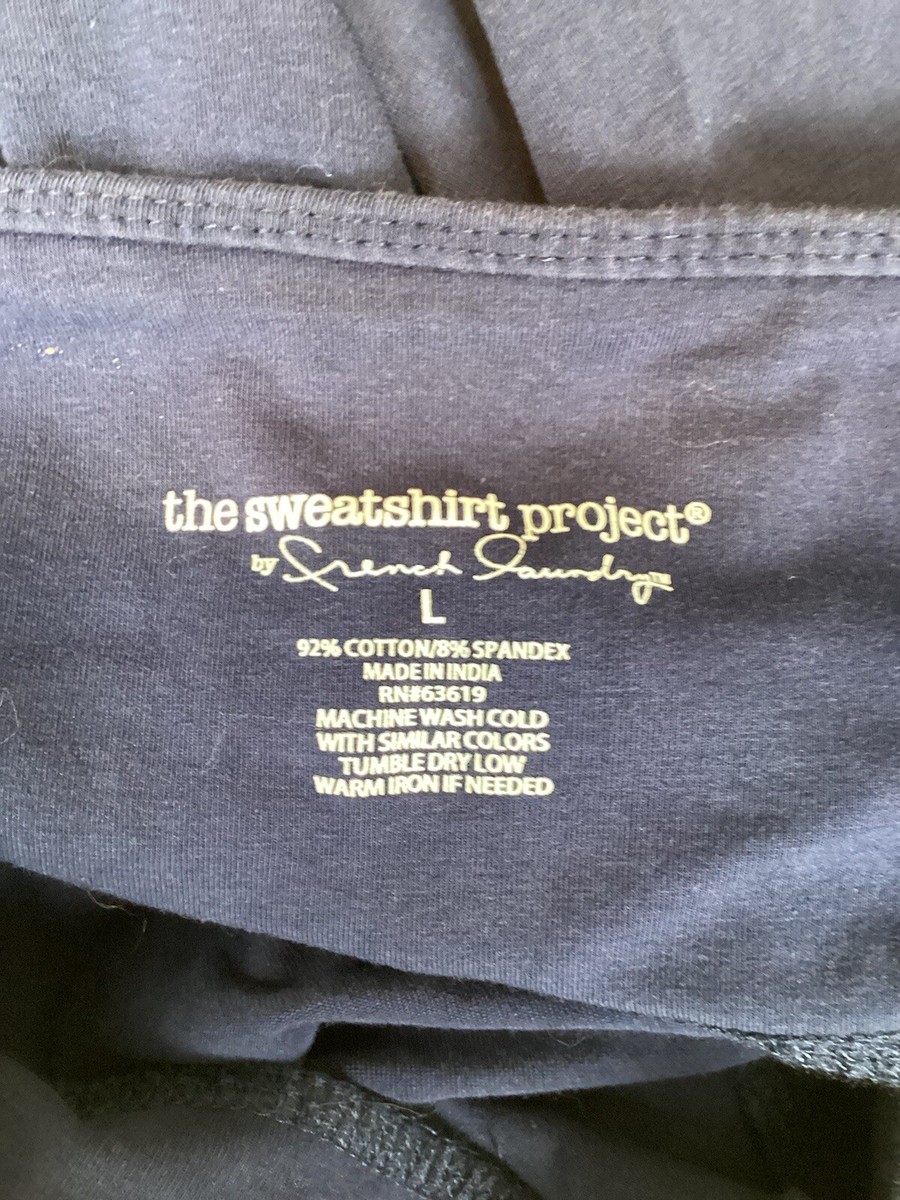 the sweatshirt project®
by French Laundry™
L
92% COTTON/8% SPANDEX
MADE IN INDIA
RN#63619
MACHINE WASH COLD
WITH SIMILAR COLORS
TUMBLE DRY LOW
WARM IRON IF NEEDED